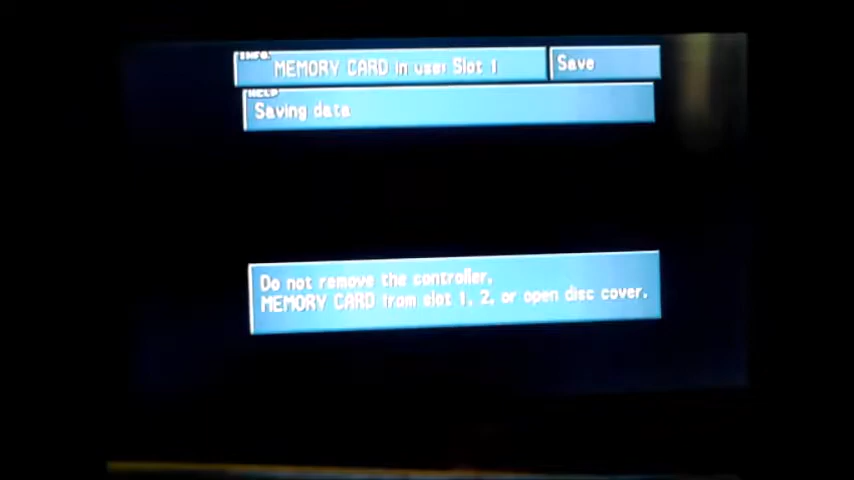 INFO.
MEMORY CARD in use: Slot 1
Save
HELP
Saving data
Do not remove the controller,
MEMORY CARD from slot 1, 2, or open disc cover.